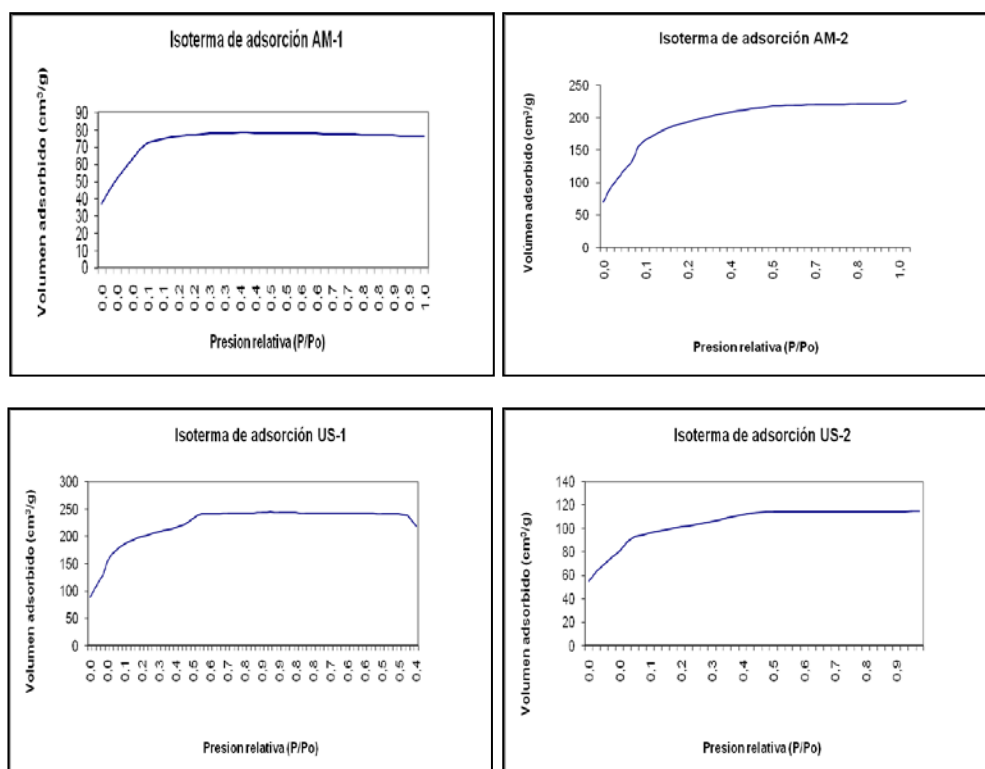 Isoterma de adsorción AM-1
Volumen adsorbido (cm³/g)
90
80
70
60
50
40
30
20
10
0
0,0 0,0 0,0 0,1 0,1 0,2 0,3 0,4 0,5 0,5 0,6 0,6 0,7 0,7 0,8 0,8 0,9 0,9 1,0
Presion relativa (P/Po)
Isoterma de adsorción AM-2
Volúmen adsorbido (cm³/g)
250
200
150
100
50
0
0,0 0,1 0,2 0,4 0,6 0,7 0,8 1,0
Presion relativa (P/Po)
Isoterma de adsorción US-1
Volumen adsorbido (cm³/g)
300
250
200
150
100
50
0
0,0 0,0 0,1 0,2 0,3 0,4 0,5 0,6 0,7 0,8 0,9 0,9 0,8 0,7 0,6 0,6 0,5 0,5 0,4
Presion relativa (P/Po)
Isoterma de adsorción US-2
Volumen adsorbido (cm³/g)
140
120
100
80
60
40
20
0
0,0 0,0 0,1 0,2 0,3 0,4 0,5 0,6 0,7 0,8 0,9
Presion relativa (P/Po)